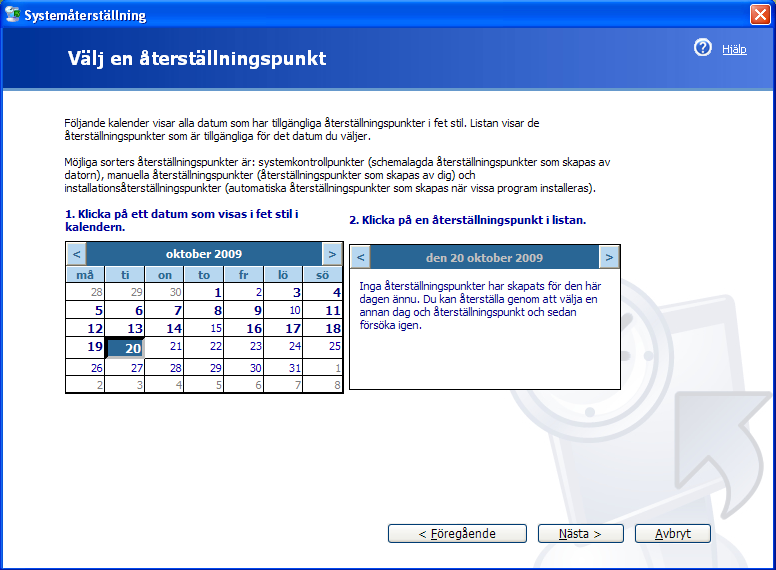 Systemåterställning
Välj en återställningspunkt
Hjälp
Följande kalender visar alla datum som har tillgängliga återställningspunkter i fet stil. Listan visar de
återställningspunkter som är tillgängliga för det datum du väljer.
Möjliga sorters återställningspunkter är: systemkontrollpunkter (schemalagda återställningspunkter som skapas av
datorn), manuella återställningspunkter (återställningspunkter som skapas av dig) och
installationsåterställningspunkter (automatiska återställningspunkter som skapas när vissa program installeras).
1. Klicka på ett datum som visas i fet stil i
kalendern.
< oktober 2009 >
må ti on to fr lö sö
28 29 30 1 2 3 4
5 6 7 8 9 10 11
12 13 14 15 16 17 18
19 20 21 22 23 24 25
26 27 28 29 30 31 1
2 3 4 5 6 7 8
2. Klicka på en återställningspunkt i listan.
< den 20 oktober 2009 >
Inga återställningspunkter har skapats för den här
dagen ännu. Du kan återställa genom att välja en
annan dag och återställningspunkt och sedan
försöka igen.
< Föregående
Nästa >
Avbryt